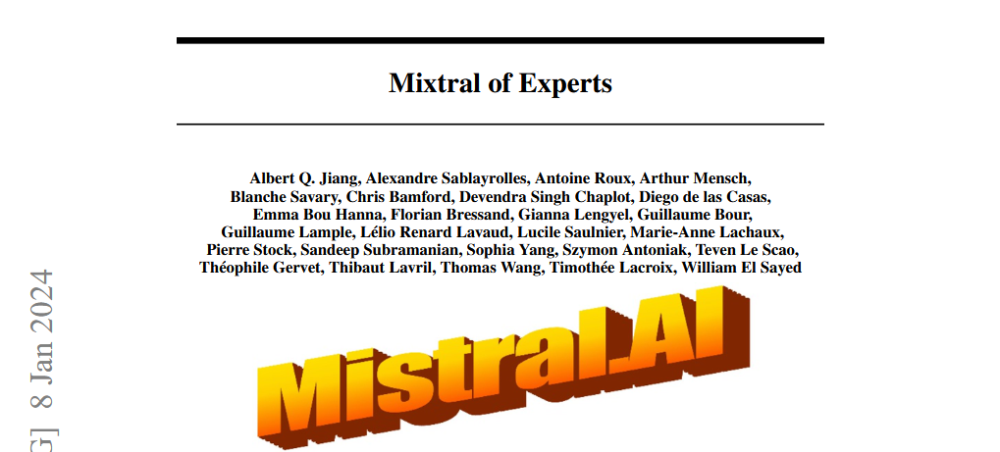 Mixtral of Experts
Albert Q. Jiang, Alexandre Sablayrolles, Antoine Roux, Arthur Mensch,
Blanche Savary, Chris Bamford, Devendra Singh Chaplot, Diego de las Casas,
Emma Bou Hanna, Florian Bressand, Gianna Lengyel, Guillaume Bour,
Guillaume Lample, Lélio Renard Lavaud, Lucile Saulnier, Marie-Anne Lachaux,
Pierre Stock, Sandeep Subramanian, Sophia Yang, Szymon Antoniak, Teven Le Scao,
Théophile Gervet, Thibaut Lavril, Thomas Wang, Timothée Lacroix, William El Sayed
Mistral.AI
G] 8 Jan 2024